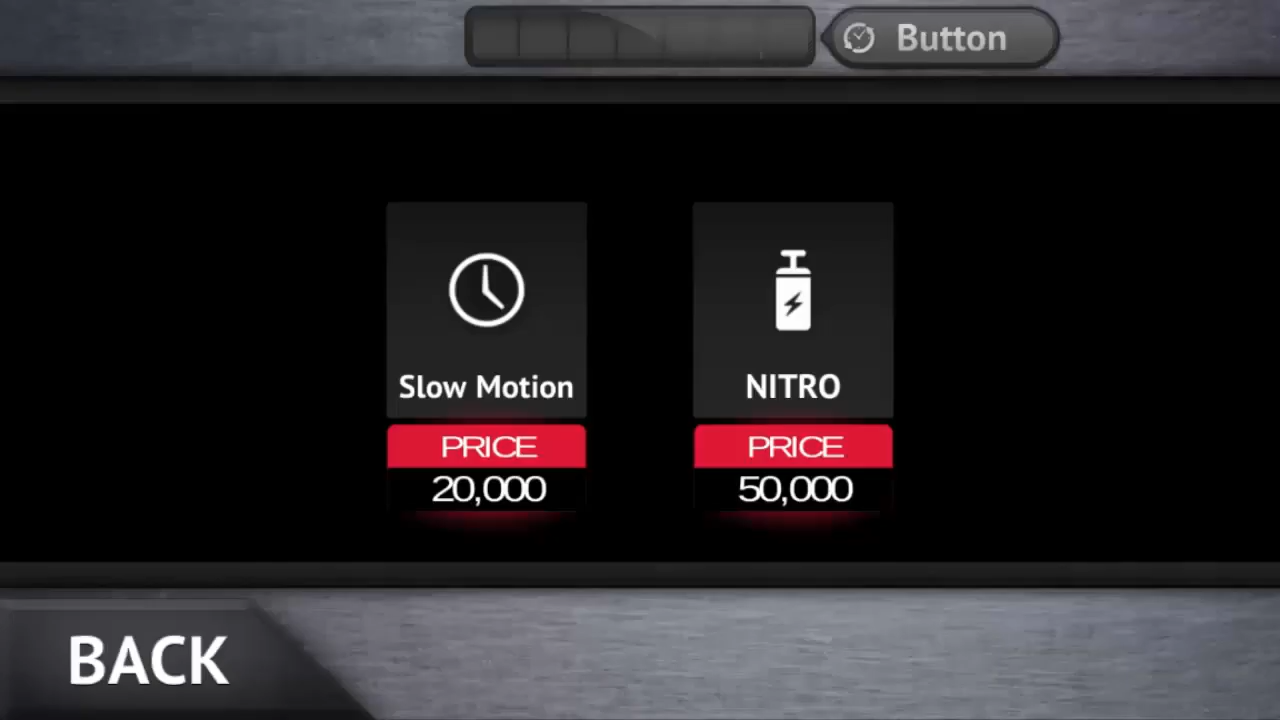 Button
Slow Motion
NITRO
PRICE
PRICE
20,000
50,000
BACK